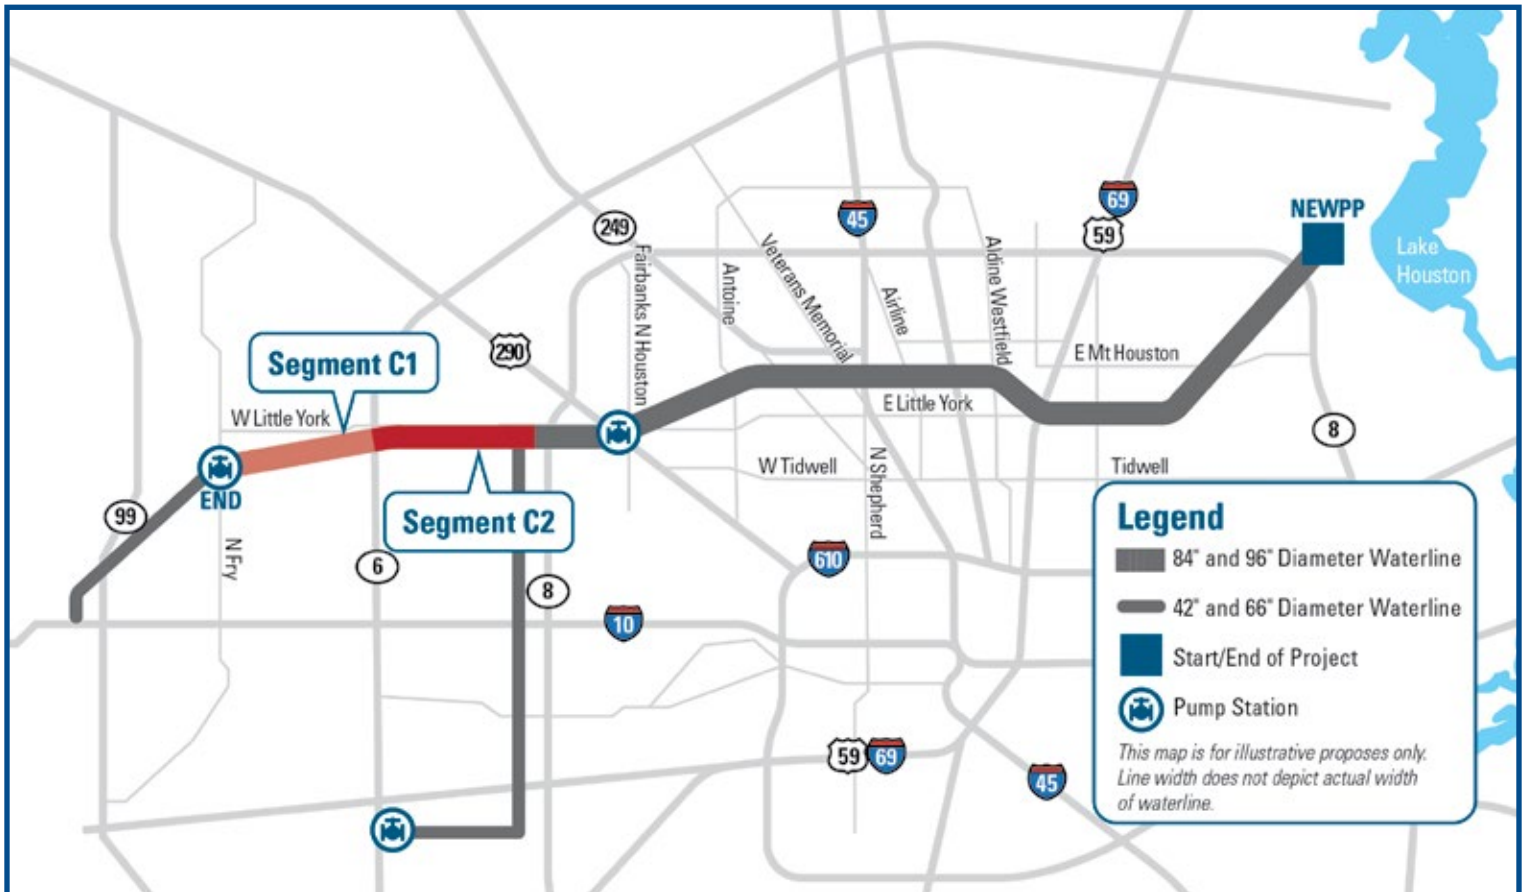 69
45
NEWPP
249
59
Lake
Houston
Fairbanks N Houston
Antoine
Veterans Memorial
Airline
Aldine Westfield
290
E Mt Houston
Segment C1
W Little York
E Little York
8
W Tidwell
Tidwell
N Shepherd
END
99
Segment C2
N Fry
6
8
610
10
59
69
45
Legend
84" and 96" Diameter Waterline
42" and 66" Diameter Waterline
Start/End of Project
Pump Station
This map is for illustrative proposes only.
Line width does not depict actual width
of waterline.